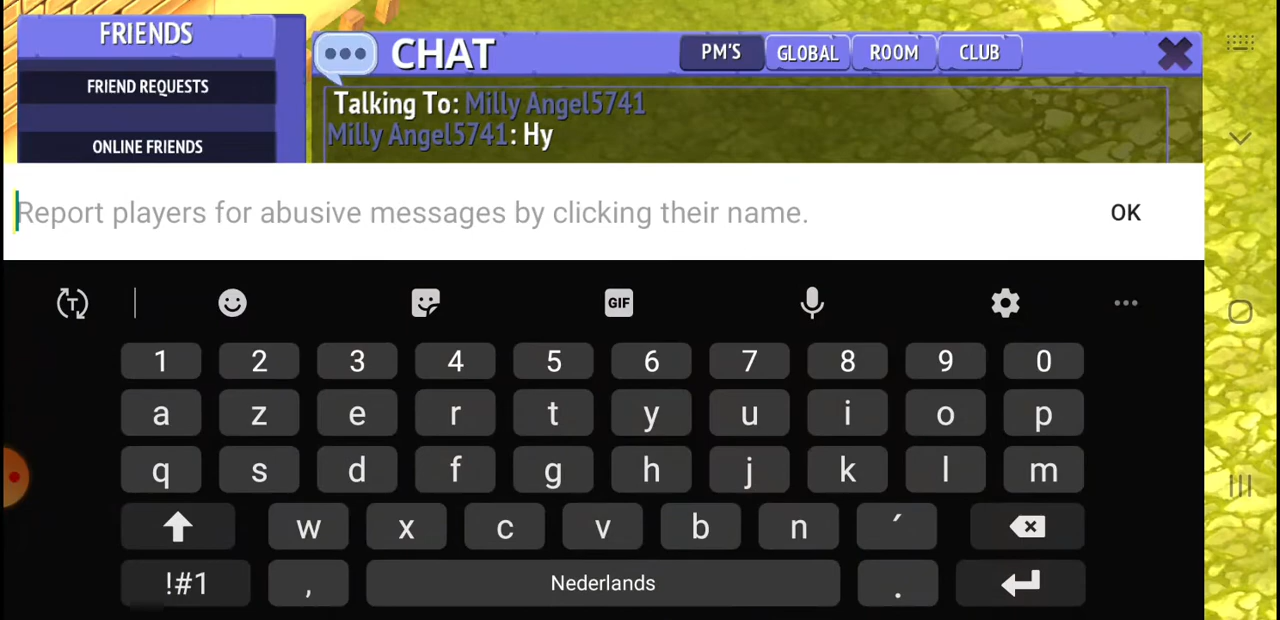 FRIENDS
FRIEND REQUESTS
ONLINE FRIENDS
CHAT
PM'S GLOBAL ROOM CLUB
Talking To: Milly Angel5741
Milly Angel5741: Hy
Report players for abusive messages by clicking their name.
OK
T
GIF
1 2 3 4 5 6 7 8 9 0
a z e r t y u i o p
q s d f g h j k l m
w x c v b n ´
!#1 , Nederlands .